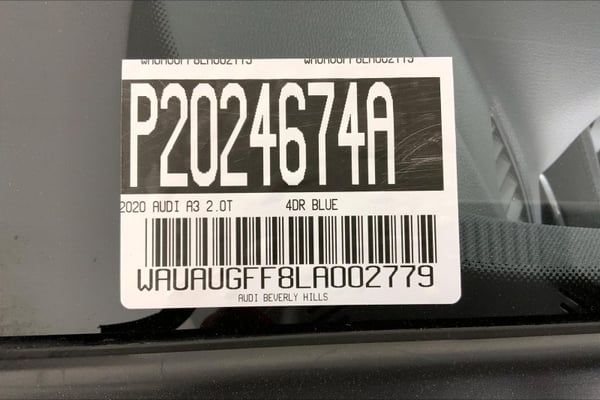 P2024674A
2020 AUDI A3 2.0T 4DR BLUE
WAUAUGFF8LA002779
AUDI BEVERLY HILLS